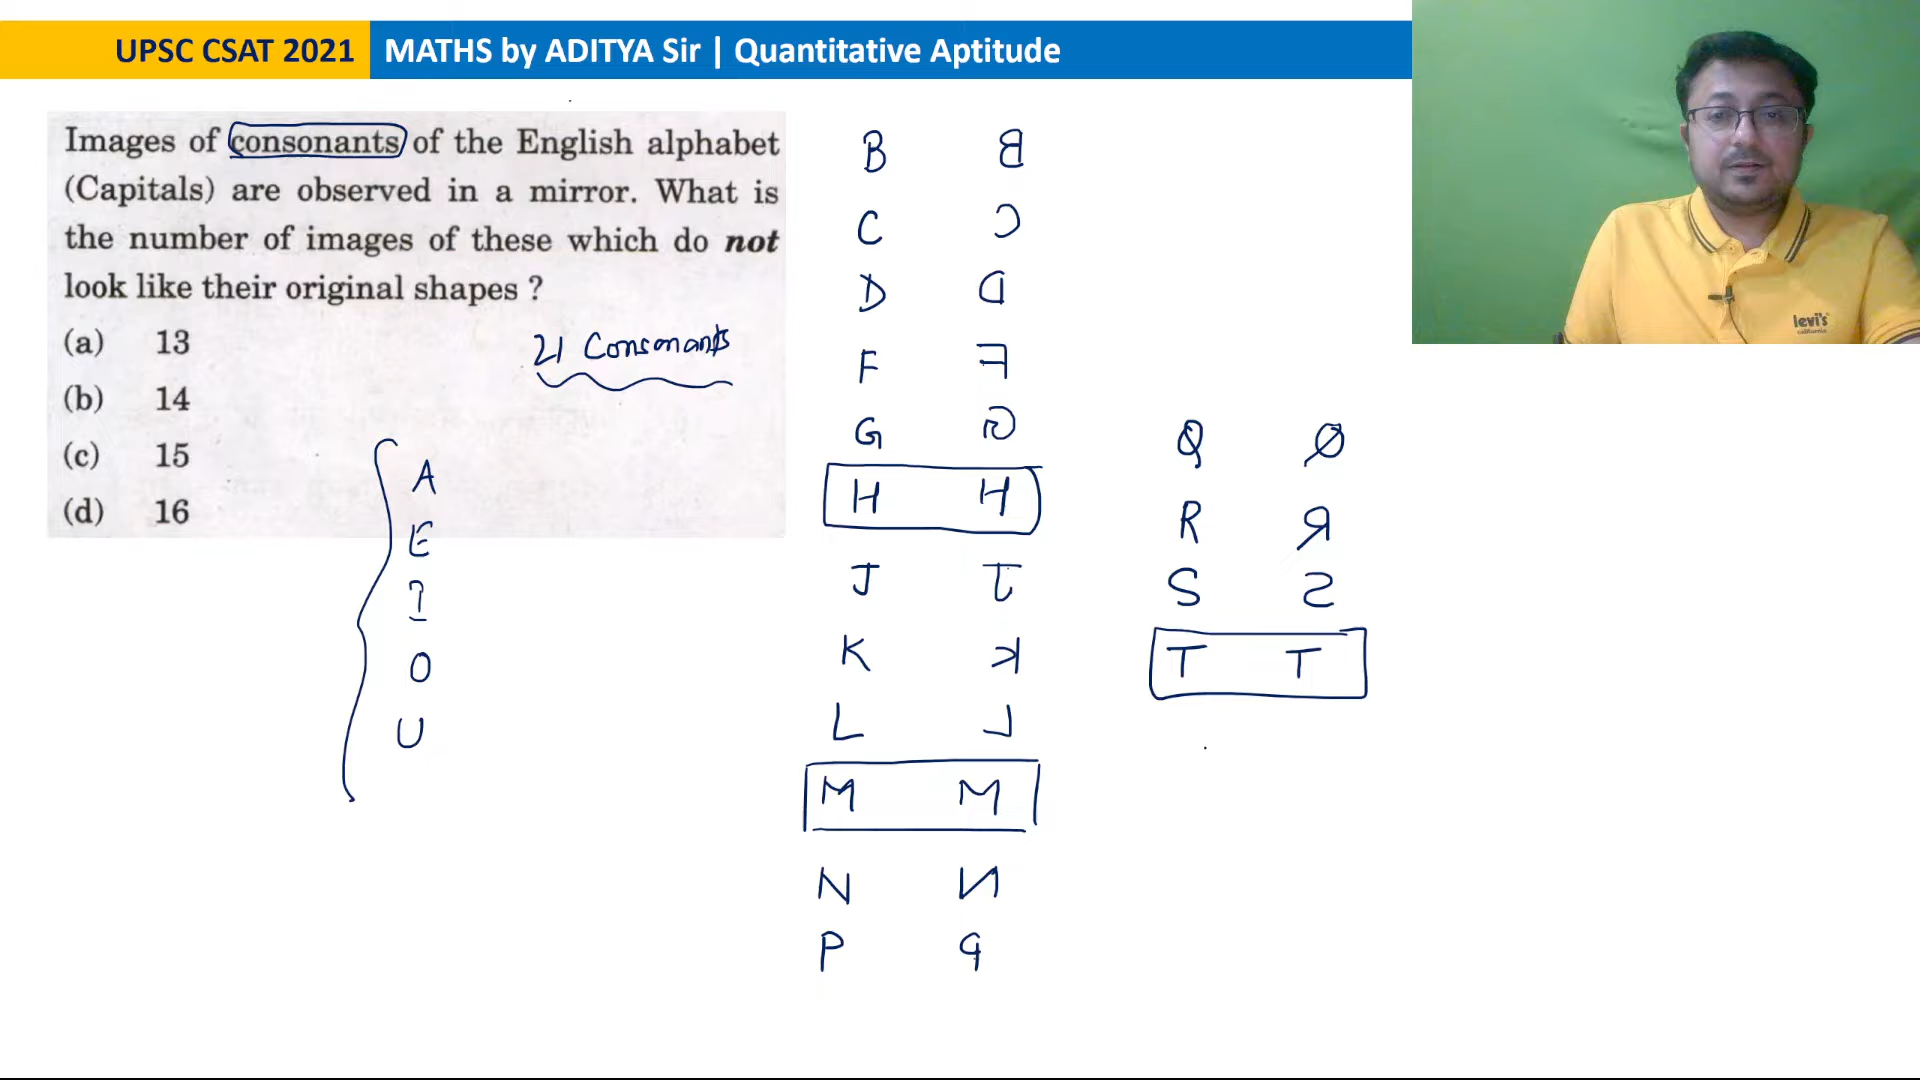 UPSC CSAT 2021 MATHS by ADITYA Sir | Quantitative Aptitude
Images of consonants of the English alphabet
(Capitals) are observed in a mirror. What is
the number of images of these which do not
look like their original shapes ?
(a) 13
(b) 14
(c) 15
(d) 16
21 Consonants
A
E
I
O
U
B B
C C
D D
F F
G G
H H
J J
K K
L L
M M
N N
P P
Q Q
R R
S S
T T
levi's